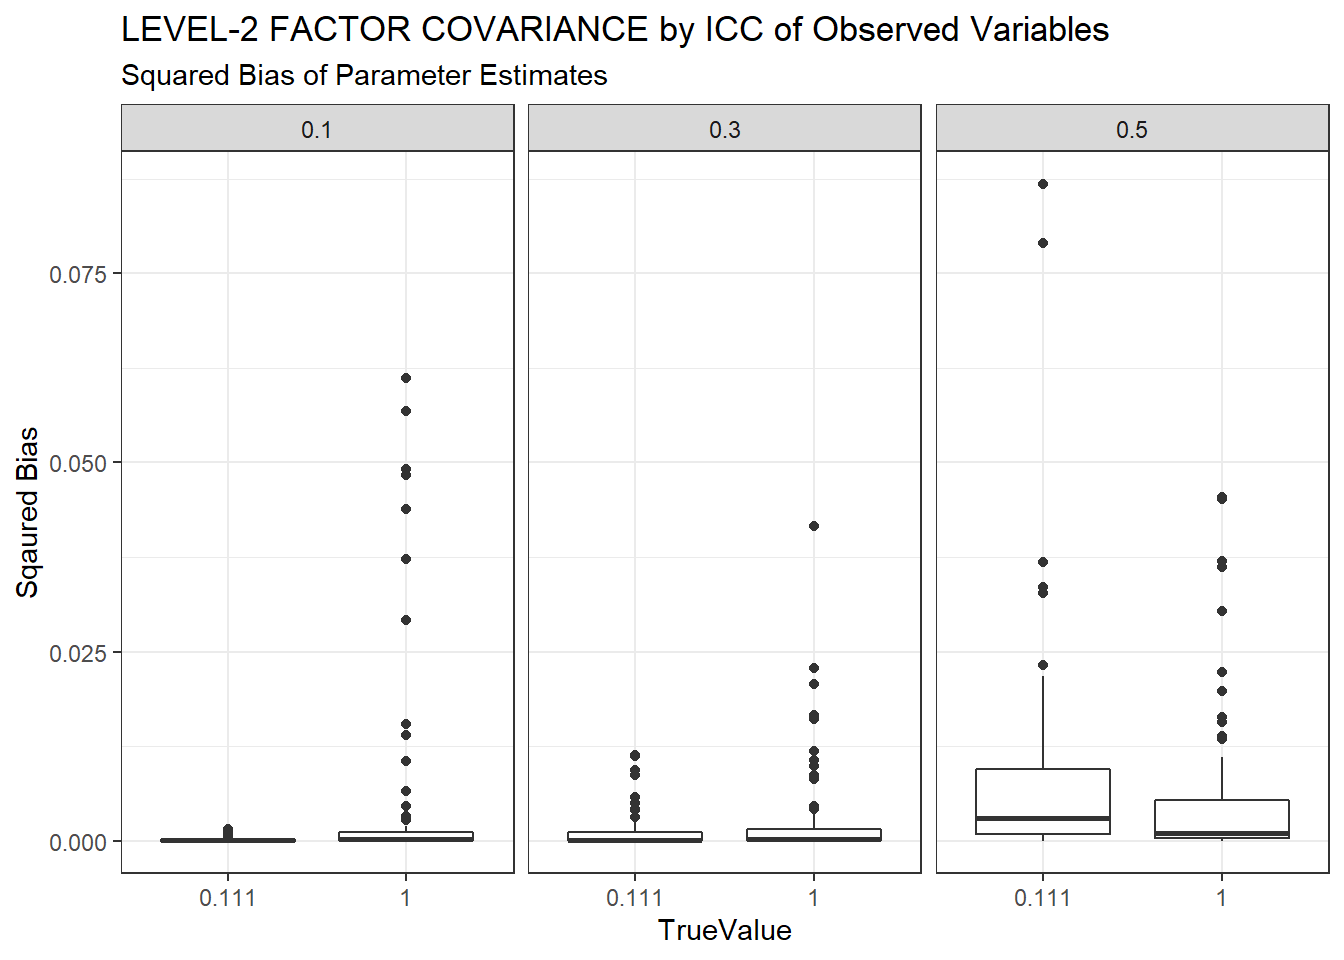 LEVEL-2 FACTOR COVARIANCE by ICC of Observed Variables
Squared Bias of Parameter Estimates
0.1 0.3 0.5
Sqaured Bias
0.075
0.050
0.025
0.000
0.111 1 0.111 1 0.111 1
TrueValue